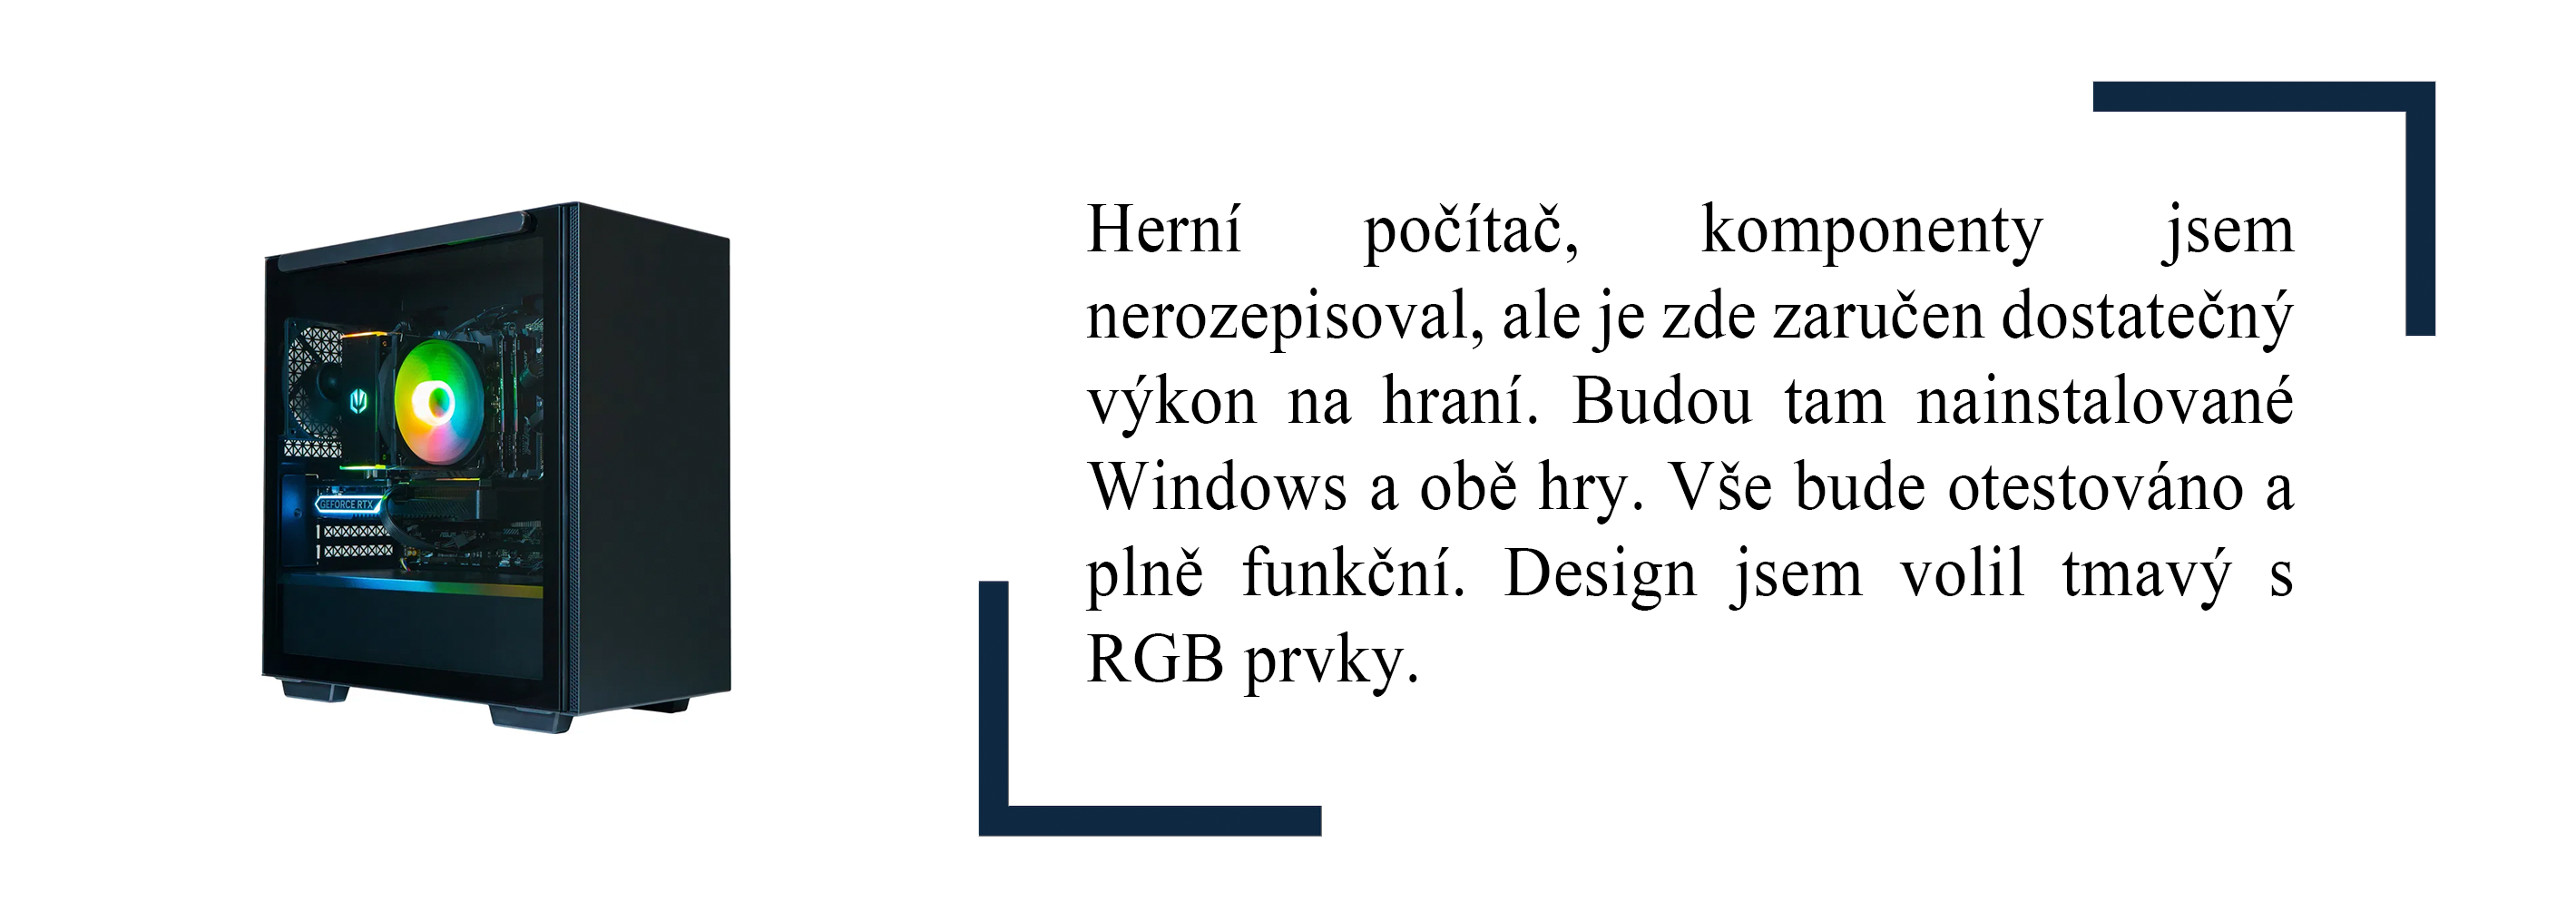 Herní počítač, komponenty jsem
nerozepisoval, ale je zde zaručen dostatečný
výkon na hraní. Budou tam nainstalované
Windows a obě hry. Vše bude otestováno a
plně funkční. Design jsem volil tmavý s
RGB prvky.
GEFORCE RTX